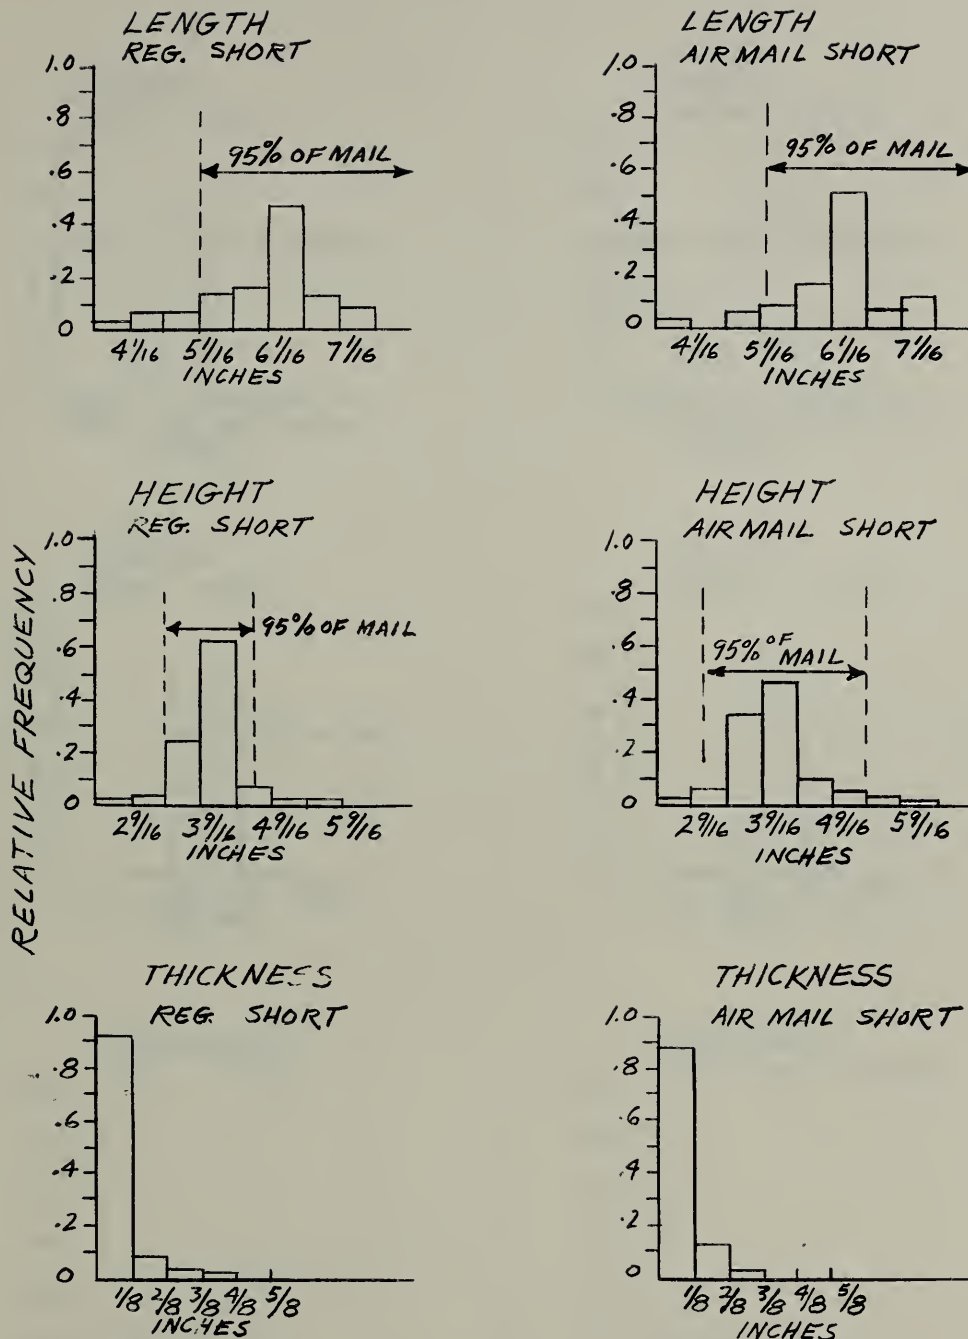 LENGTH
REG. SHORT
1.0
.8
.6
.4
.2
0
95% OF MAIL
4 1/16 5 1/16 6 1/16 7 1/16
INCHES
LENGTH
AIR MAIL SHORT
1.0
.8
.6
.4
.2
0
95% OF MAIL
4 1/16 5 1/16 6 1/16 7 1/16
INCHES
RELATIVE FREQUENCY
HEIGHT
REG. SHORT
1.0
.8
.6
.4
.2
0
95% OF MAIL
2 9/16 3 9/16 4 9/16 5 9/16
INCHES
HEIGHT
AIR MAIL SHORT
1.0
.8
.6
.4
.2
0
95% OF
MAIL
2 9/16 3 9/16 4 9/16 5 9/16
INCHES
THICKNESS
REG. SHORT
1.0
.8
.6
.4
.2
0
1/8 2/8 3/8 4/8 5/8
INCHES
THICKNESS
AIR MAIL SHORT
1.0
.8
.6
.4
.2
0
1/8 2/8 3/8 4/8 5/8
INCHES